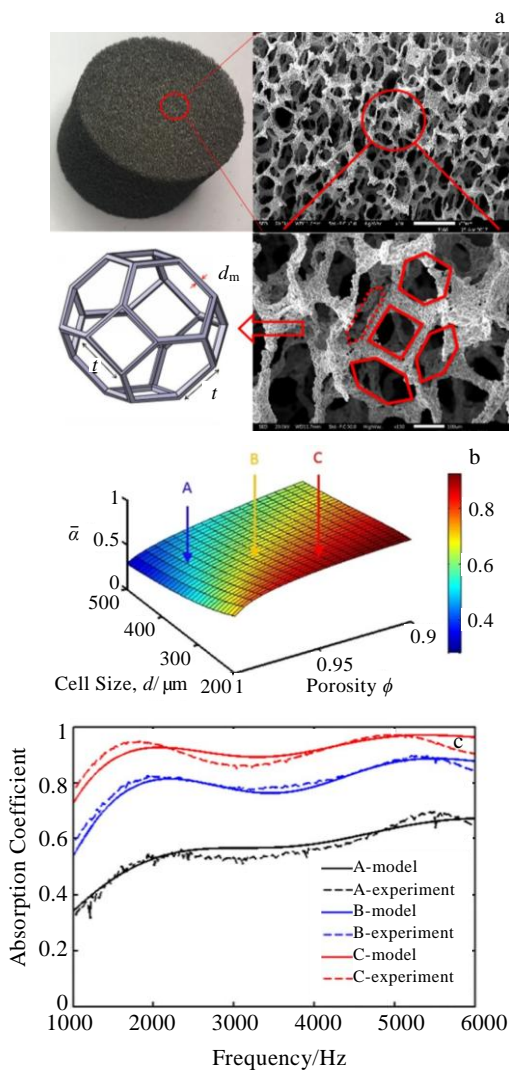 a
d_m
t
t
b
A
B
C
ᾱ
1
0.5
0
500
400
300
200
1
0.95
0.9
Cell Size, d/μm
Porosity ϕ
0.8
0.6
0.4
c
Absorption Coefficient
1
0.8
0.6
0.4
0.2
0
A-model
A-experiment
B-model
B-experiment
C-model
C-experiment
1000 2000 3000 4000 5000 6000
Frequency/Hz